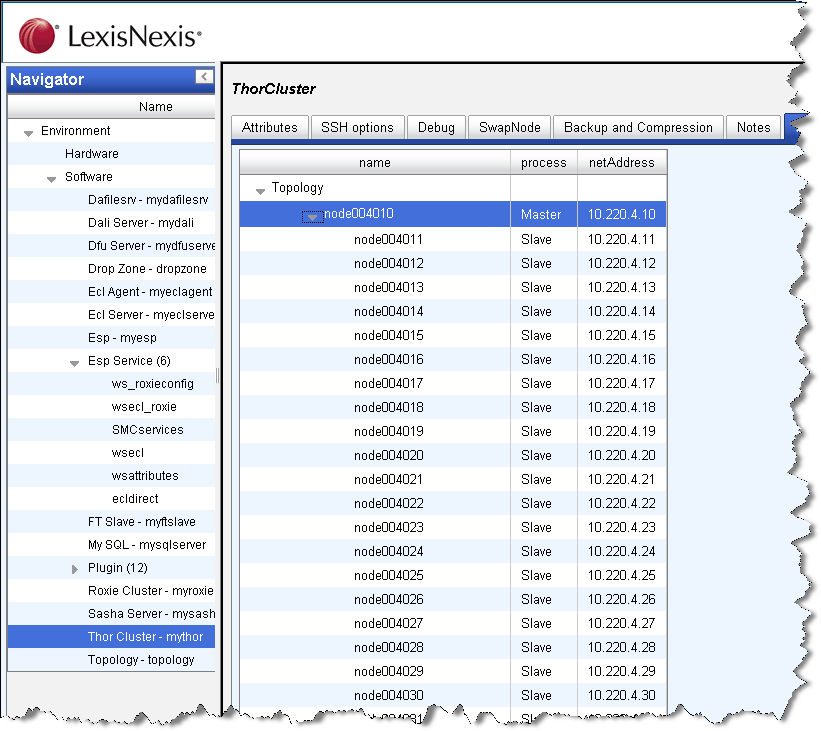 LexisNexis®
Navigator
Name
Environment
Hardware
Software
Dafilesrv - mydafilesrv
Dali Server - mydali
Dfu Server - mydfuserve
Drop Zone - dropzone
Ecl Agent - myeclagent
Ecl Server - myeclserve
Esp - myesp
Esp Service (6)
ws_roxieconfig
wsecl_roxie
SMCservices
wsecl
wsattributes
ecldirect
FT Slave - myftslave
My SQL - mysqlserver
Plugin (12)
Roxie Cluster - myroxie
Sasha Server - mysash
Thor Cluster - mythor
Topology - topology
ThorCluster
Attributes SSH options Debug SwapNode Backup and Compression Notes
name process netAddress
Topology
node004010 Master 10.220.4.10
node004011 Slave 10.220.4.11
node004012 Slave 10.220.4.12
node004013 Slave 10.220.4.13
node004014 Slave 10.220.4.14
node004015 Slave 10.220.4.15
node004016 Slave 10.220.4.16
node004017 Slave 10.220.4.17
node004018 Slave 10.220.4.18
node004019 Slave 10.220.4.19
node004020 Slave 10.220.4.20
node004021 Slave 10.220.4.21
node004022 Slave 10.220.4.22
node004023 Slave 10.220.4.23
node004024 Slave 10.220.4.24
node004025 Slave 10.220.4.25
node004026 Slave 10.220.4.26
node004027 Slave 10.220.4.27
node004028 Slave 10.220.4.28
node004029 Slave 10.220.4.29
node004030 Slave 10.220.4.30